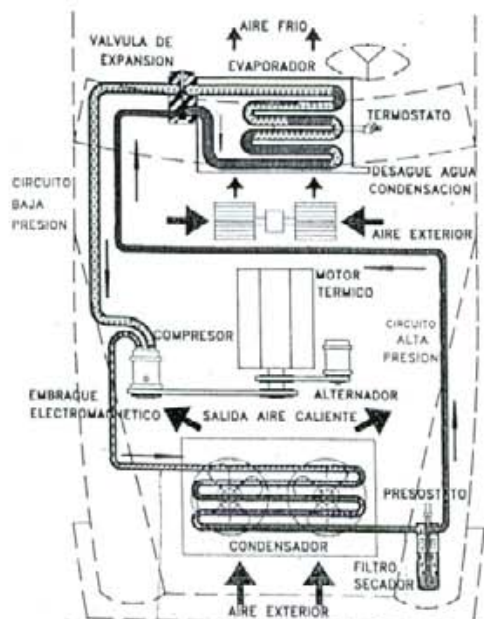 AIRE FRIO
VALVULA DE
EXPANSION
EVAPORADOR
TERMOSTATO
DESAGUE AGUA
CONDENSACION
CIRCUITO
BAJA
PRESION
AIRE EXTERIOR
MOTOR
TERMICO
COMPRESOR
CIRCUITO
ALTA
PRESION
EMBRAGUE
ELECTROMAGNETICO
ALTERNADOR
SALIDA AIRE CALIENTE
PRESOSTATO
CONDENSADOR
FILTRO
SECADOR
AIRE EXTERIOR